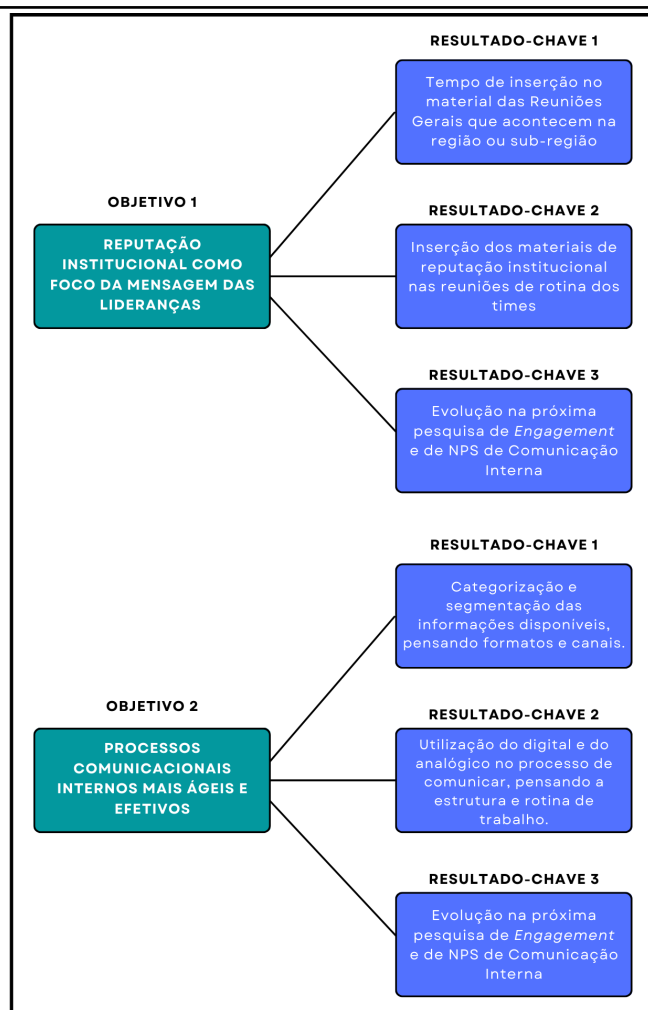 RESULTADO-CHAVE 1
Tempo de inserção no
material das Reuniões
Gerais que acontecem na
região ou sub-região
OBJETIVO 1
REPUTAÇÃO
INSTITUCIONAL COMO
FOCO DA MENSAGEM DAS
LIDERANÇAS
RESULTADO-CHAVE 2
Inserção dos materiais de
reputação institucional
nas reuniões de rotina dos
times
RESULTADO-CHAVE 3
Evolução na próxima
pesquisa de Engagement
e de NPS de Comunicação
Interna
RESULTADO-CHAVE 1
Categorização e
segmentação das
informações disponíveis,
pensando formatos e canais.
OBJETIVO 2
PROCESSOS
COMUNICACIONAIS
INTERNOS MAIS ÁGEIS E
EFETIVOS
RESULTADO-CHAVE 2
Utilização do digital e do
analógico no processo de
comunicar, pensando a
estrutura e rotina de
trabalho.
RESULTADO-CHAVE 3
Evolução na próxima
pesquisa de Engagement
e de NPS de Comunicação
Interna